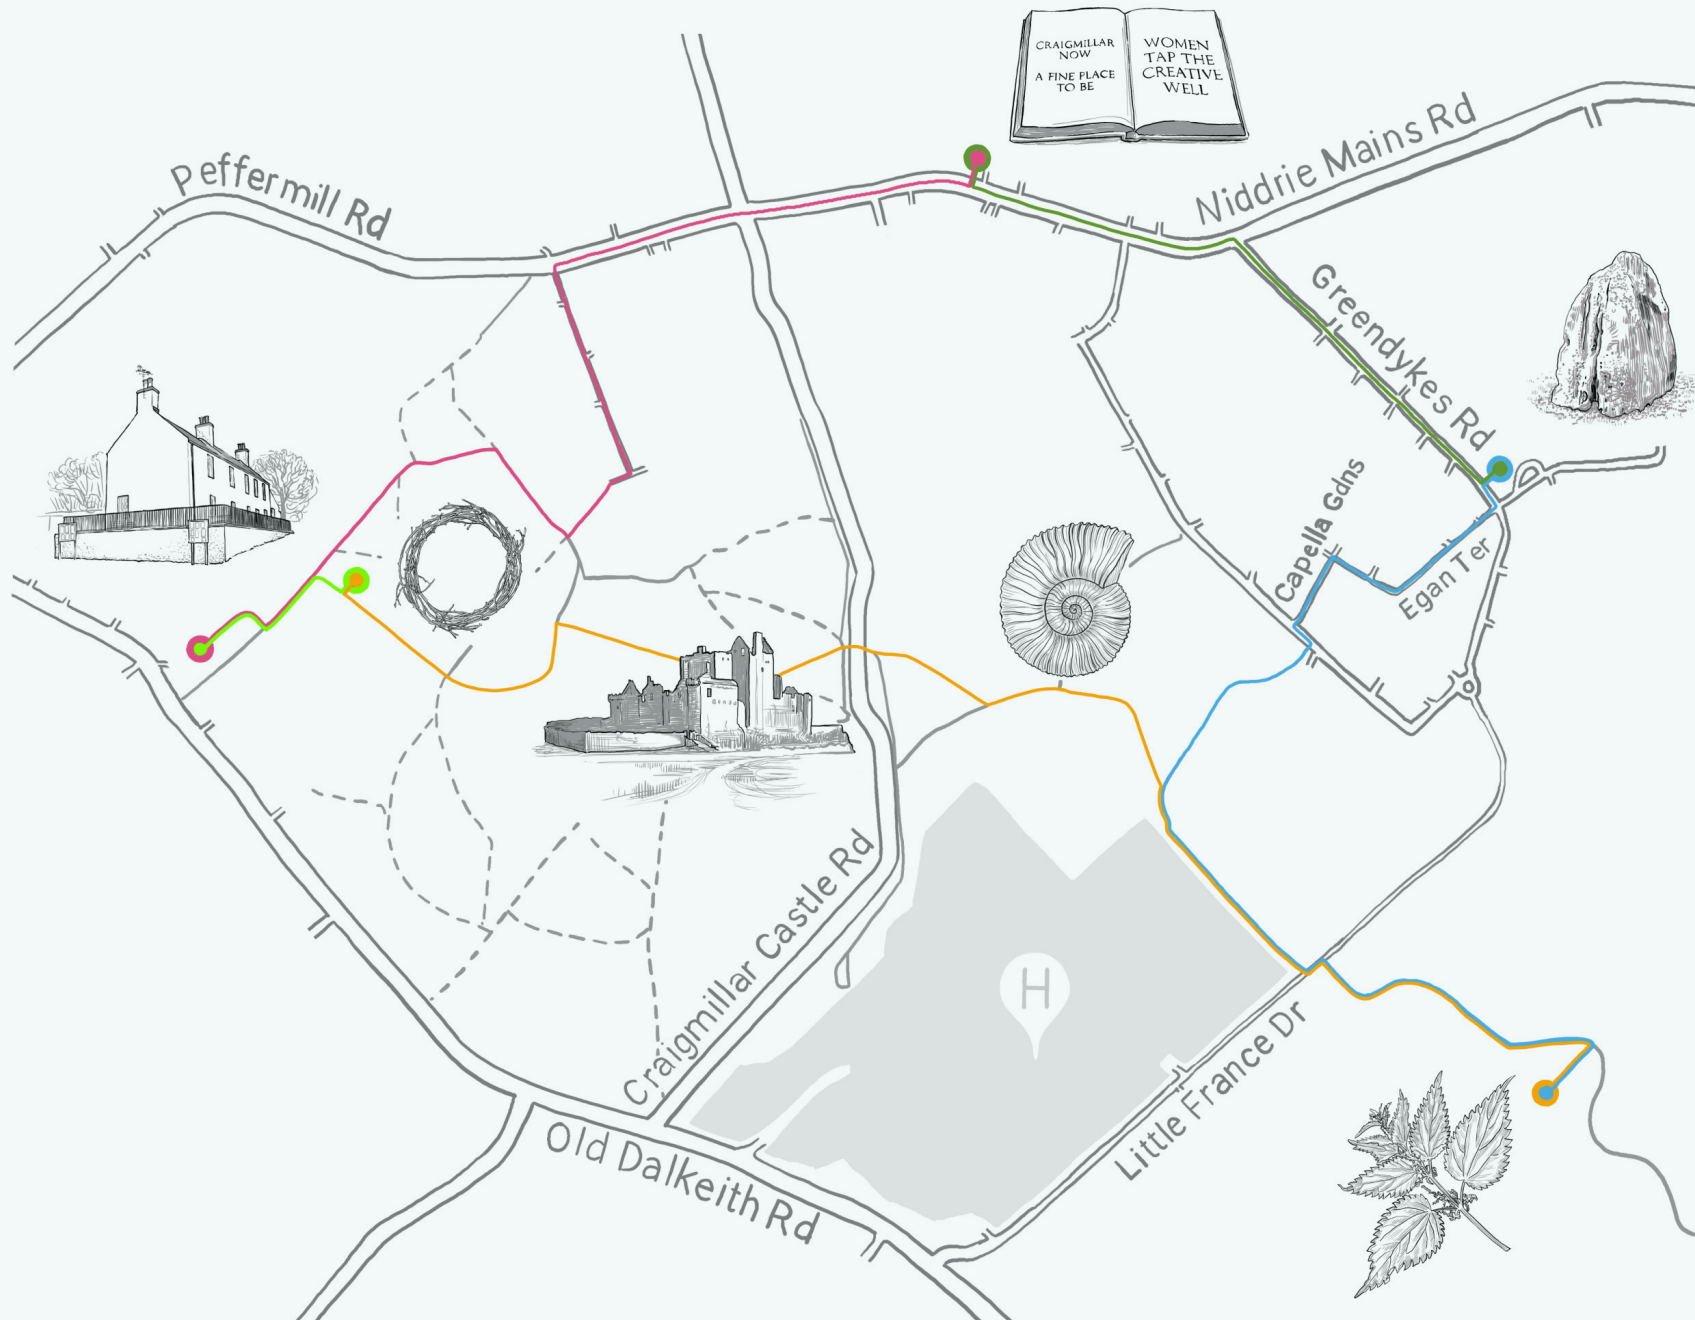 CRAIGMILLAR
NOW
A FINE PLACE
TO BE
WOMEN
TAP THE
CREATIVE
WELL
Peffermill Rd
Niddrie Mains Rd
Greendykes Rd
Capella Gdns
Egan Ter
Craigmillar Castle Rd
H
Little France Dr
Old Dalkeith Rd